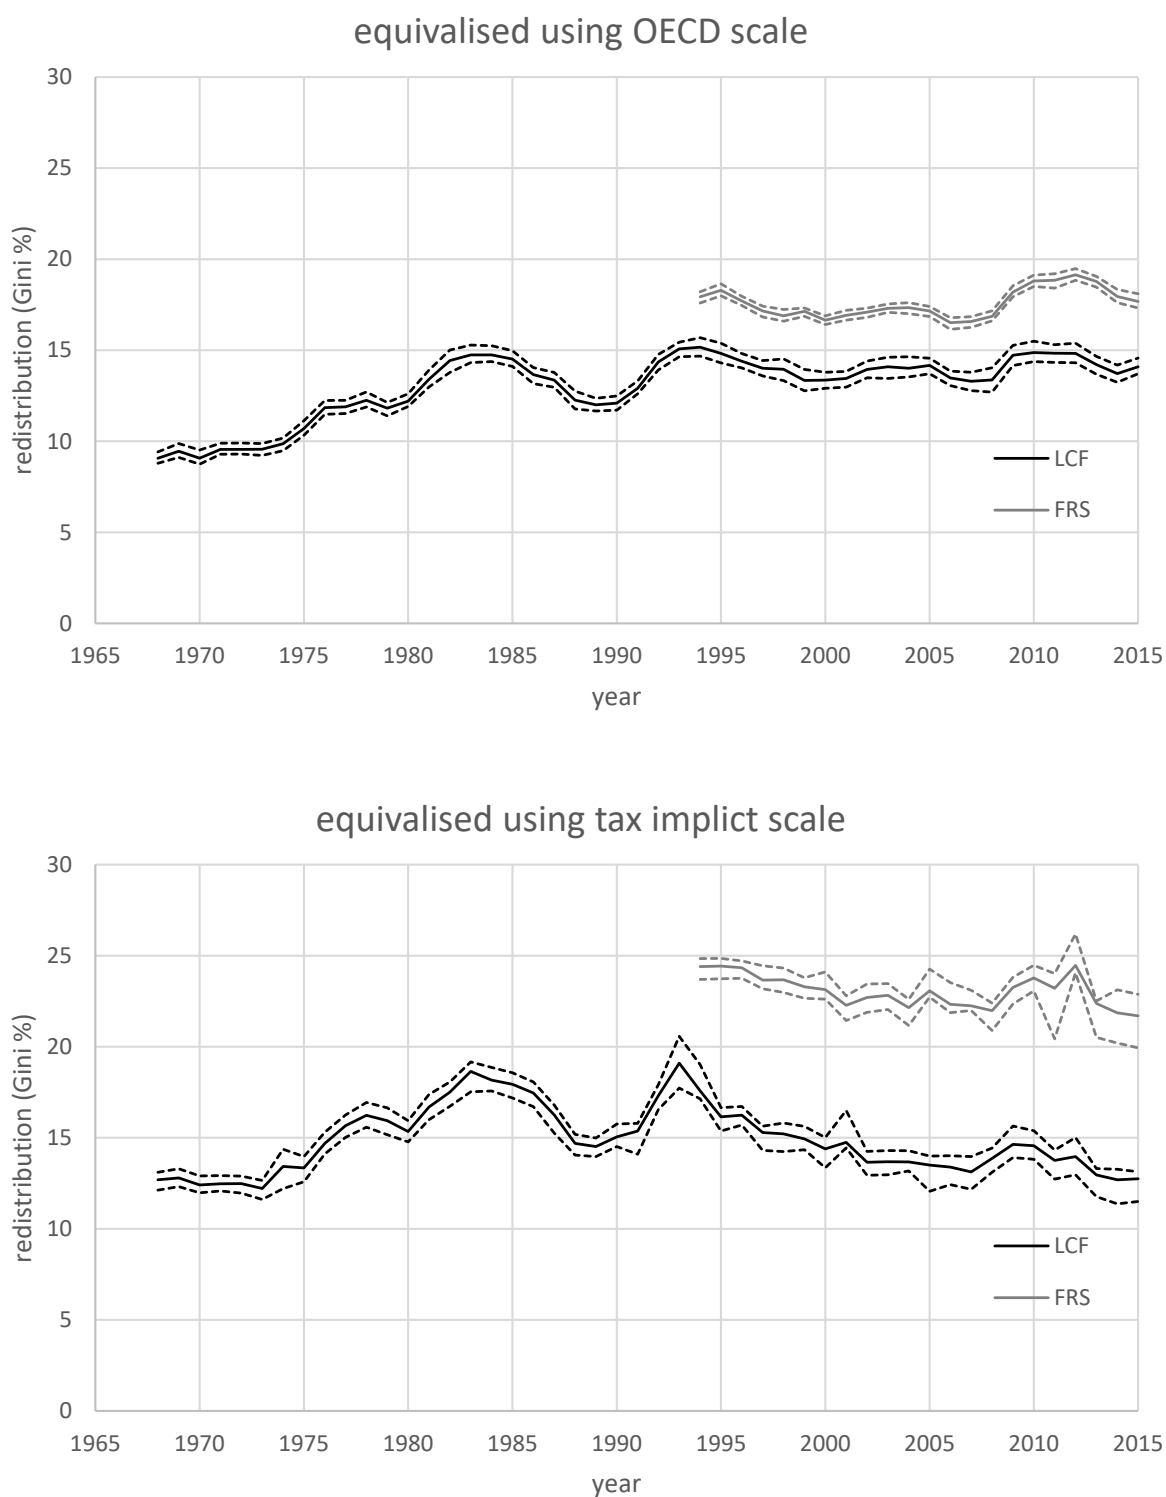 equivalised using OECD scale
30
25
20
15
10
5
0
redistribution (Gini %)
LCF
FRS
1965 1970 1975 1980 1985 1990 1995 2000 2005 2010 2015
year
equivalised using tax implict scale
30
25
20
15
10
5
0
redistribution (Gini %)
LCF
FRS
1965 1970 1975 1980 1985 1990 1995 2000 2005 2010 2015
year